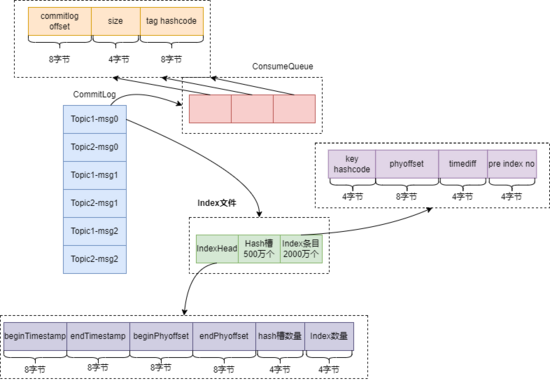 commitlog
offset
size
tag hashcode
8字节
4字节
8字节
ConsumeQueue
CommitLog
Topic1-msg0
Topic2-msg0
Topic1-msg1
Topic2-msg1
Topic1-msg2
Topic2-msg2
key
hashcode
phyoffset
timediff
pre index no
4字节
8字节
4字节
4字节
Index文件
IndexHead
Hash槽
500万个
Index条目
2000万个
beginTimestamp
endTimestamp
beginPhyoffset
endPhyoffset
hash槽数量
Index数量
8字节
8字节
8字节
8字节
4字节
4字节